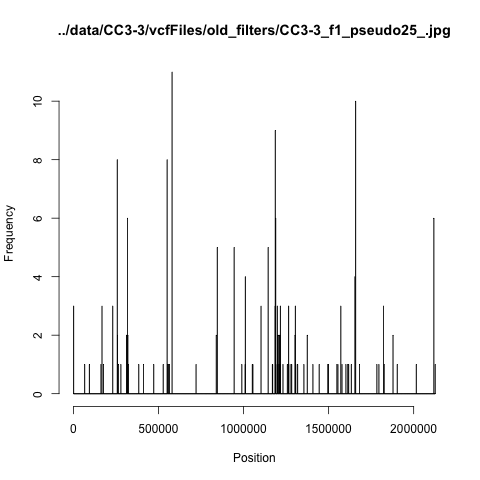 ../data/CC3-3/vcfFiles/old_filters/CC3-3_f1_pseudo25_.jpg
10
8
6
4
2
0
Frequency
0 500000 1000000 1500000 2000000
Position